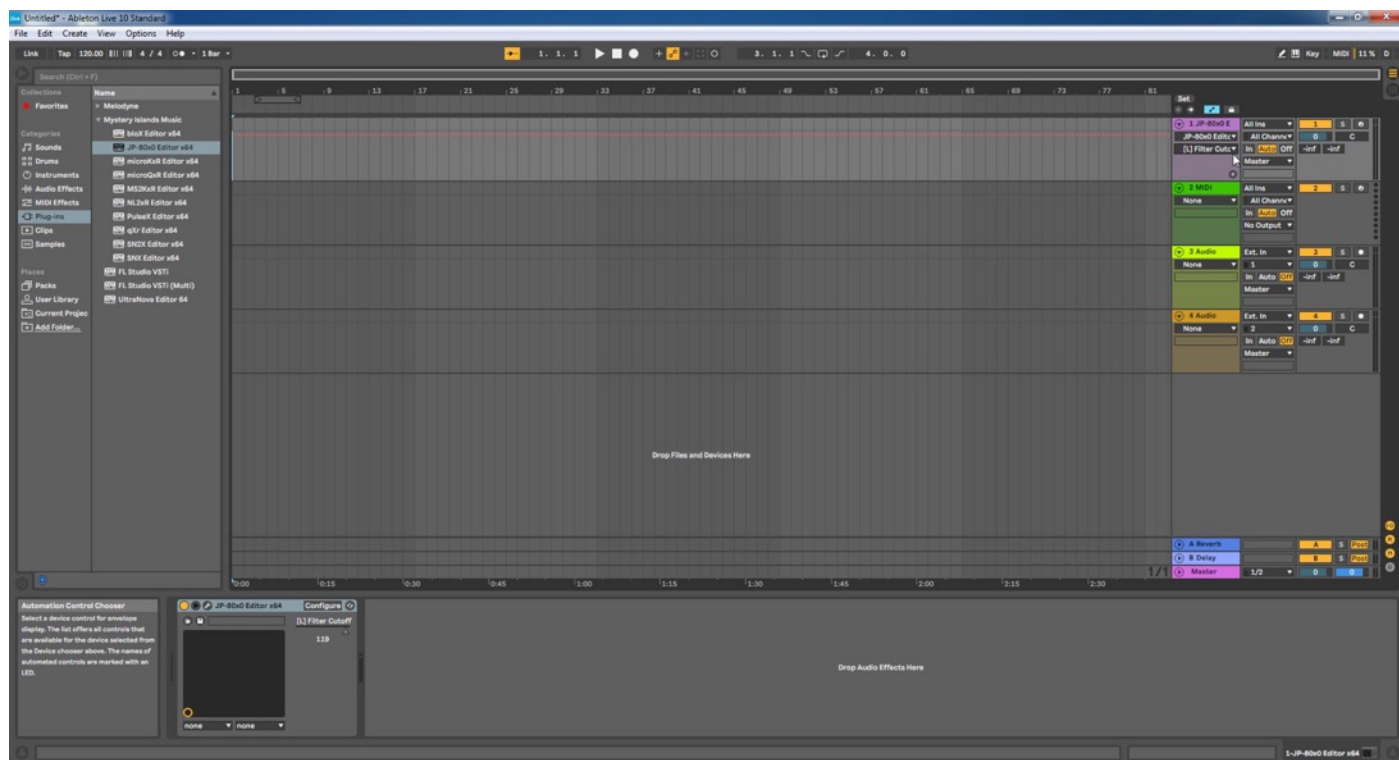 Untitled* - Ableton Live 10 Standard
File Edit Create View Options Help
Link Tap 120.00 4 / 4 1 Bar 1. 1. 1 3. 1. 1 4. 0. 0 Key MIDI 11 % D
Search (Ctrl + F)
Collections
Favorites
Categories
Sounds
Drums
Instruments
Audio Effects
MIDI Effects
Plug-ins
Clips
Samples
Places
Packs
User Library
Current Projec
Add Folder...
Name
Melodyne
Mystery Islands Music
bloX Editor x64
JP-80x0 Editor x64
microKxR Editor x64
microQxR Editor x64
MS2KxR Editor x64
NL2xR Editor x64
PulseX Editor x64
qXr Editor x64
SN2X Editor x64
SNX Editor x64
FL Studio VSTi
FL Studio VSTi (Multi)
UltraNova Editor 64
1 5 9 13 17 21 25 29 33 37 41 45 49 53 57 61 65 69 73 77 81
Set
1 JP-80x0 E All Ins 1 S
JP-80x0 Editc All Channe 0 C
[L] Filter Cutc In Auto Off -inf -inf
Master
2 MIDI All Ins 2 S
None All Channe
In Auto Off
No Output
3 Audio Ext. In 3 S
None 1 0 C
In Auto Off -inf -inf
Master
4 Audio Ext. In 4 S
None 2 0 C
In Auto Off -inf -inf
Master
Drop Files and Devices Here
A Reverb A S Post
B Delay B S Post
1/1 Master 1/2 0 0
0:00 0:15 0:30 0:45 1:00 1:15 1:30 1:45 2:00 2:15 2:30
Automation Control Chooser
Select a device control for envelope
display. The list offers all controls that
are available for the device selected from
the Device chooser above. The names of
automated controls are marked with an
LED.
JP-80x0 Editor x64 Configure
[L] Filter Cutoff
119
none none
Drop Audio Effects Here
1-JP-80x0 Editor x64